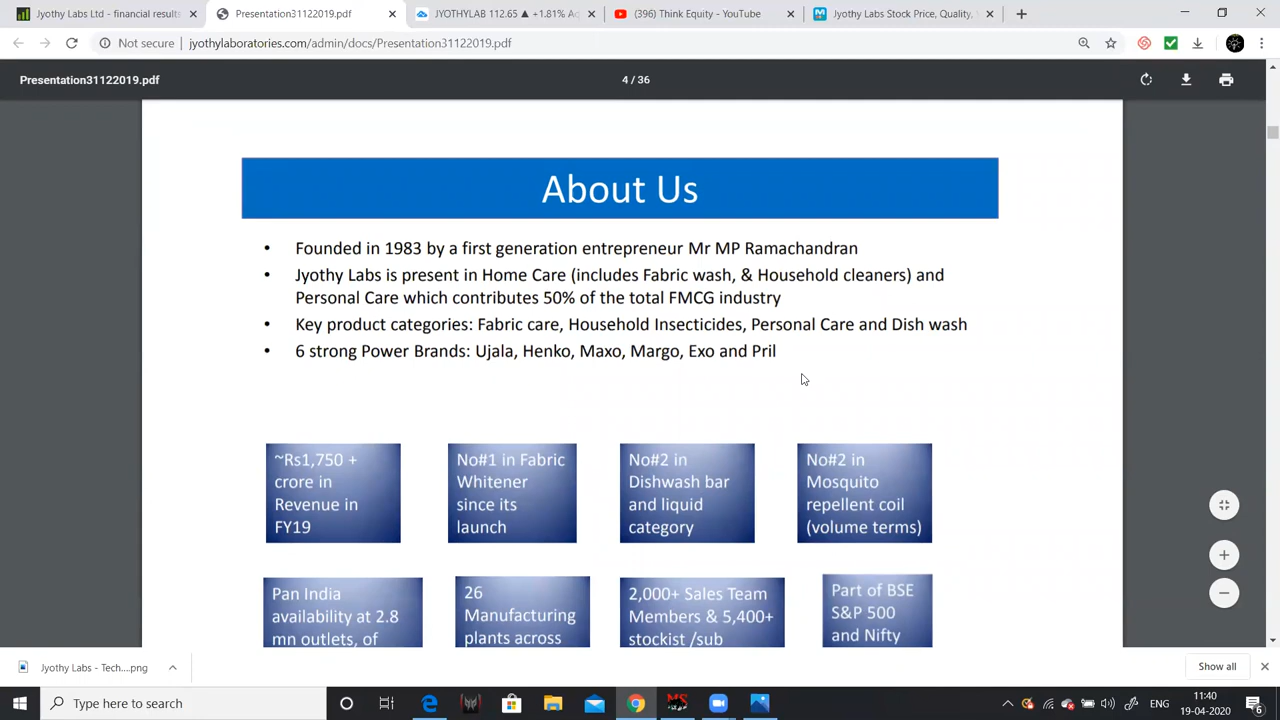 Jyothy Labs Ltd - financial results
Presentation31122019.pdf
JYOTHYLAB 112.65 ▲ +1.81%
(396) Think Equity - YouTube
Jyothy Labs Stock Price, Quality,
Not secure
jyothylaboratories.com/admin/docs/Presentation31122019.pdf
Presentation31122019.pdf
4 / 36
About Us
• Founded in 1983 by a first generation entrepreneur Mr MP Ramachandran
• Jyothy Labs is present in Home Care (includes Fabric wash, & Household cleaners) and
Personal Care which contributes 50% of the total FMCG industry
• Key product categories: Fabric care, Household Insecticides, Personal Care and Dish wash
• 6 strong Power Brands: Ujala, Henko, Maxo, Margo, Exo and Pril
~Rs1,750 +
crore in
Revenue in
FY19
No#1 in Fabric
Whitener
since its
launch
No#2 in
Dishwash bar
and liquid
category
No#2 in
Mosquito
repellent coil
(volume terms)
Pan India
availability at 2.8
mn outlets, of
26
Manufacturing
plants across
2,000+ Sales Team
Members & 5,400+
stockist /sub
Part of BSE
S&P 500
and Nifty
Jyothy Labs - Tech....png
Show all
Type here to search
ENG
11:40
19-04-2020
6